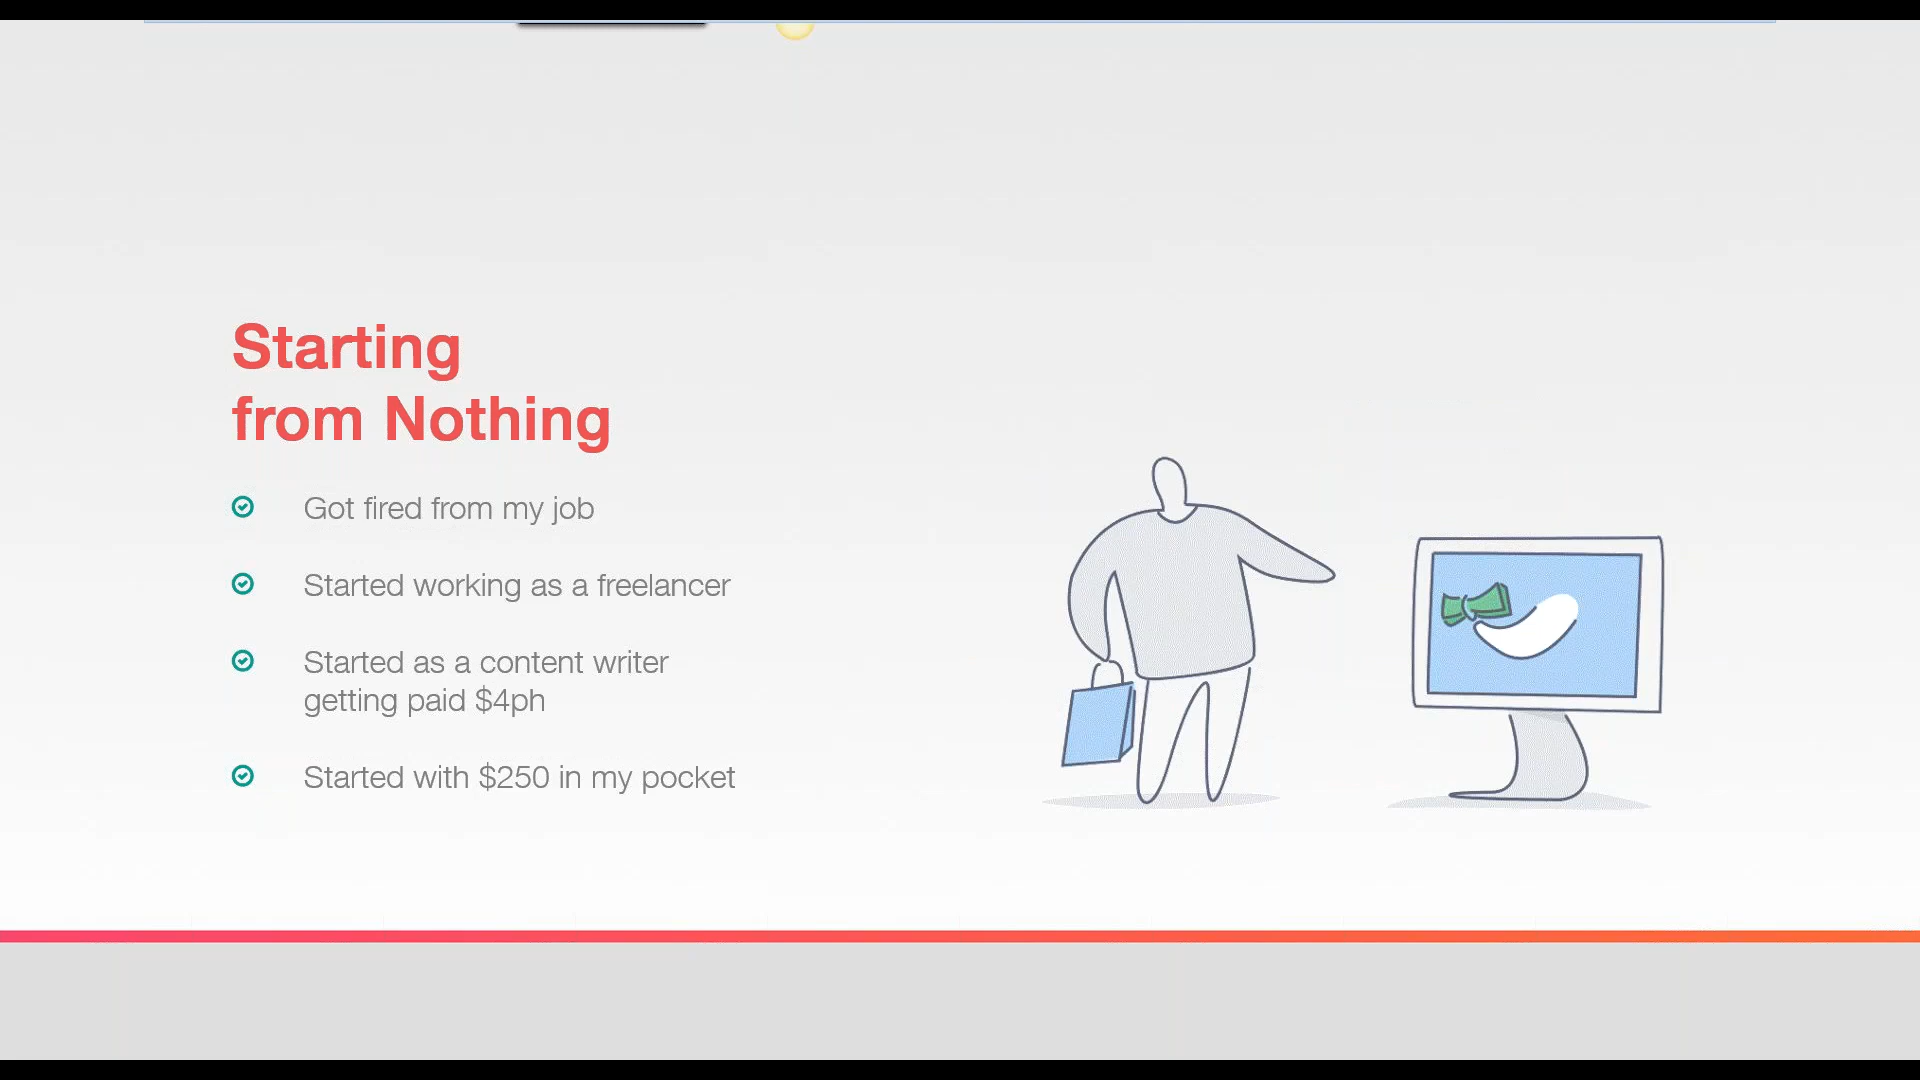 Starting
from Nothing
Got fired from my job
Started working as a freelancer
Started as a content writer
getting paid $4ph
Started with $250 in my pocket